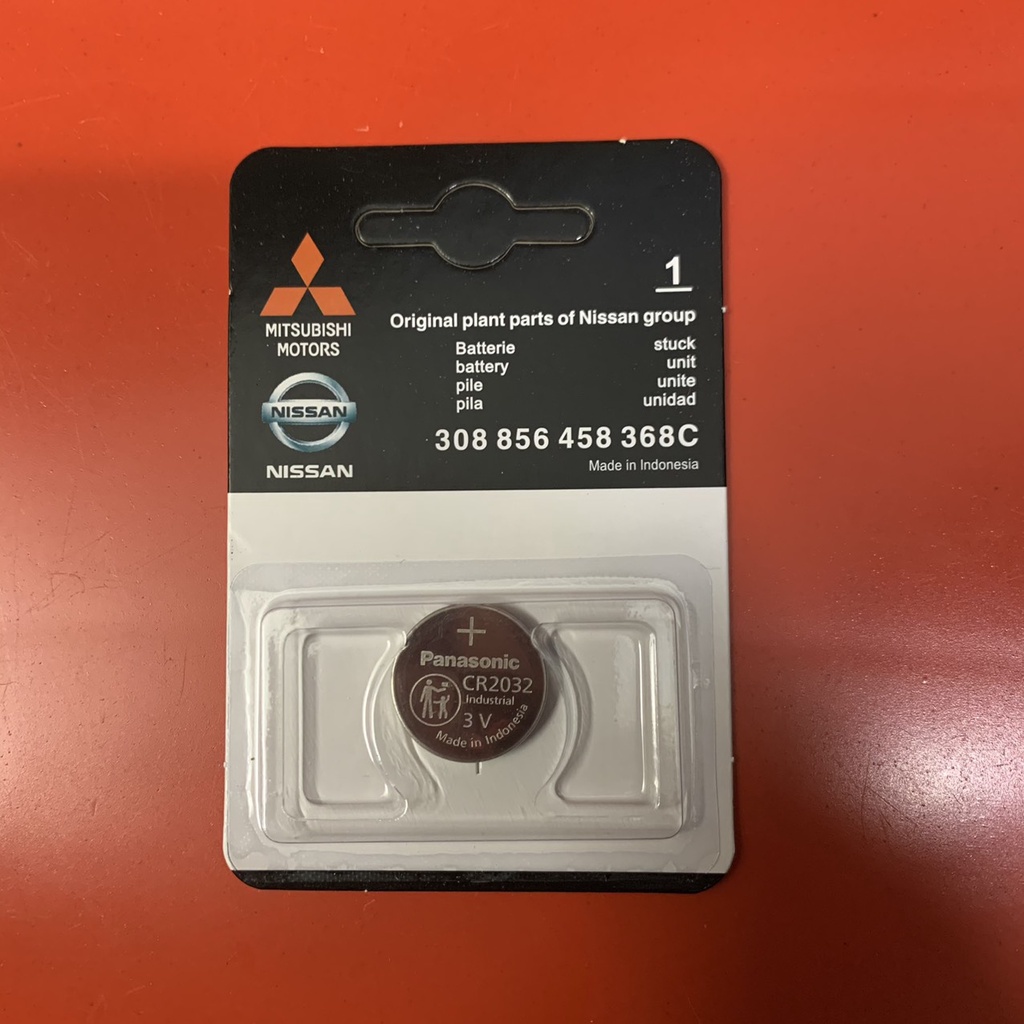 1
MITSUBISHI
MOTORS
Original plant parts of Nissan group
Batterie stuck
battery unit
pile unite
pila unidad
NISSAN
308 856 458 368C
NISSAN
Made in Indonesia
+
Panasonic
CR2032
Industrial
3 V
Made in Indonesia